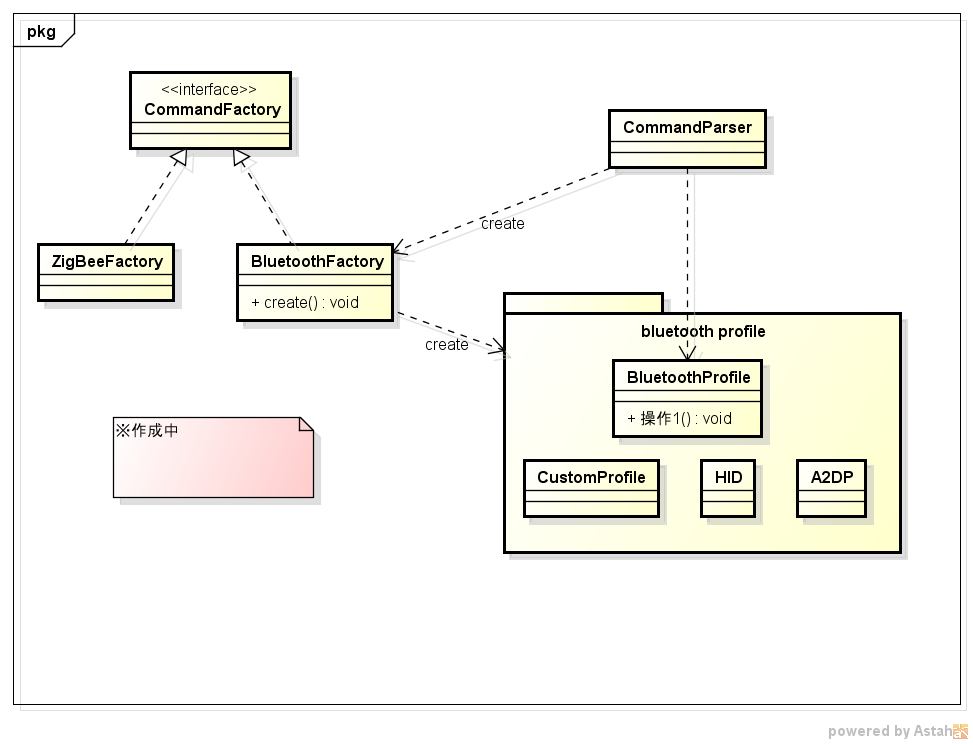 pkg
<<interface>>
CommandFactory
CommandParser
create
ZigBeeFactory
BluetoothFactory
+ create() : void
create
bluetooth profile
BluetoothProfile
+ 操作1() : void
※作成中
CustomProfile
HID
A2DP
powered by Astah